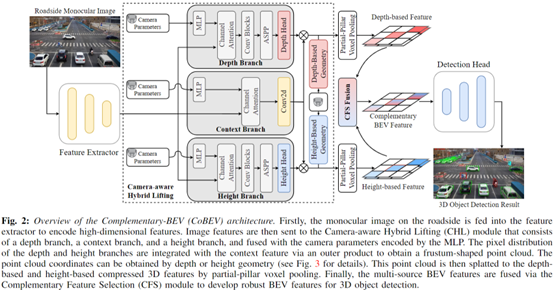 Roadside Monocular Image
Feature Extractor
Camera
Parameters
MLP
Channel
Attention
Conv Blocks
ASPP
Depth Head
Depth Branch
Camera
Parameters
MLP
Channel
Attention
Conv2d
Context Branch
Camera
Parameters
MLP
Channel
Attention
Conv Blocks
ASPP
Height Head
Height Branch
Camera-aware
Hybrid Lifting
Depth-Based
Geometry
Height-Based
Geometry
Partial-Pillar
Voxel Pooling
Partial-Pillar
Voxel Pooling
CFS Fusion
Depth-based Feature
Complementary
BEV Feature
Height-based Feature
Detection Head
3D Object Detection Result
Fig. 2: Overview of the Complementary-BEV (CoBEV) architecture. Firstly, the monocular image on the roadside is fed into the feature
extractor to encode high-dimensional features. Image features are then sent to the Camera-aware Hybrid Lifting (CHL) module that consists
of a depth branch, a context branch, and a height branch, and fused with the camera parameters encoded by the MLP. The pixel distribution
of the depth and height branches are integrated with the context feature via an outer product to obtain a frustum-shaped point cloud. The
point cloud coordinates can be obtained by depth or height geometry (see Fig. 3 for details). This point cloud is then splatted to the depth-
based and height-based compressed 3D features by partial-pillar voxel pooling. Finally, the multi-source BEV features are fused via the
Complementary Feature Selection (CFS) module to develop robust BEV features for 3D object detection.